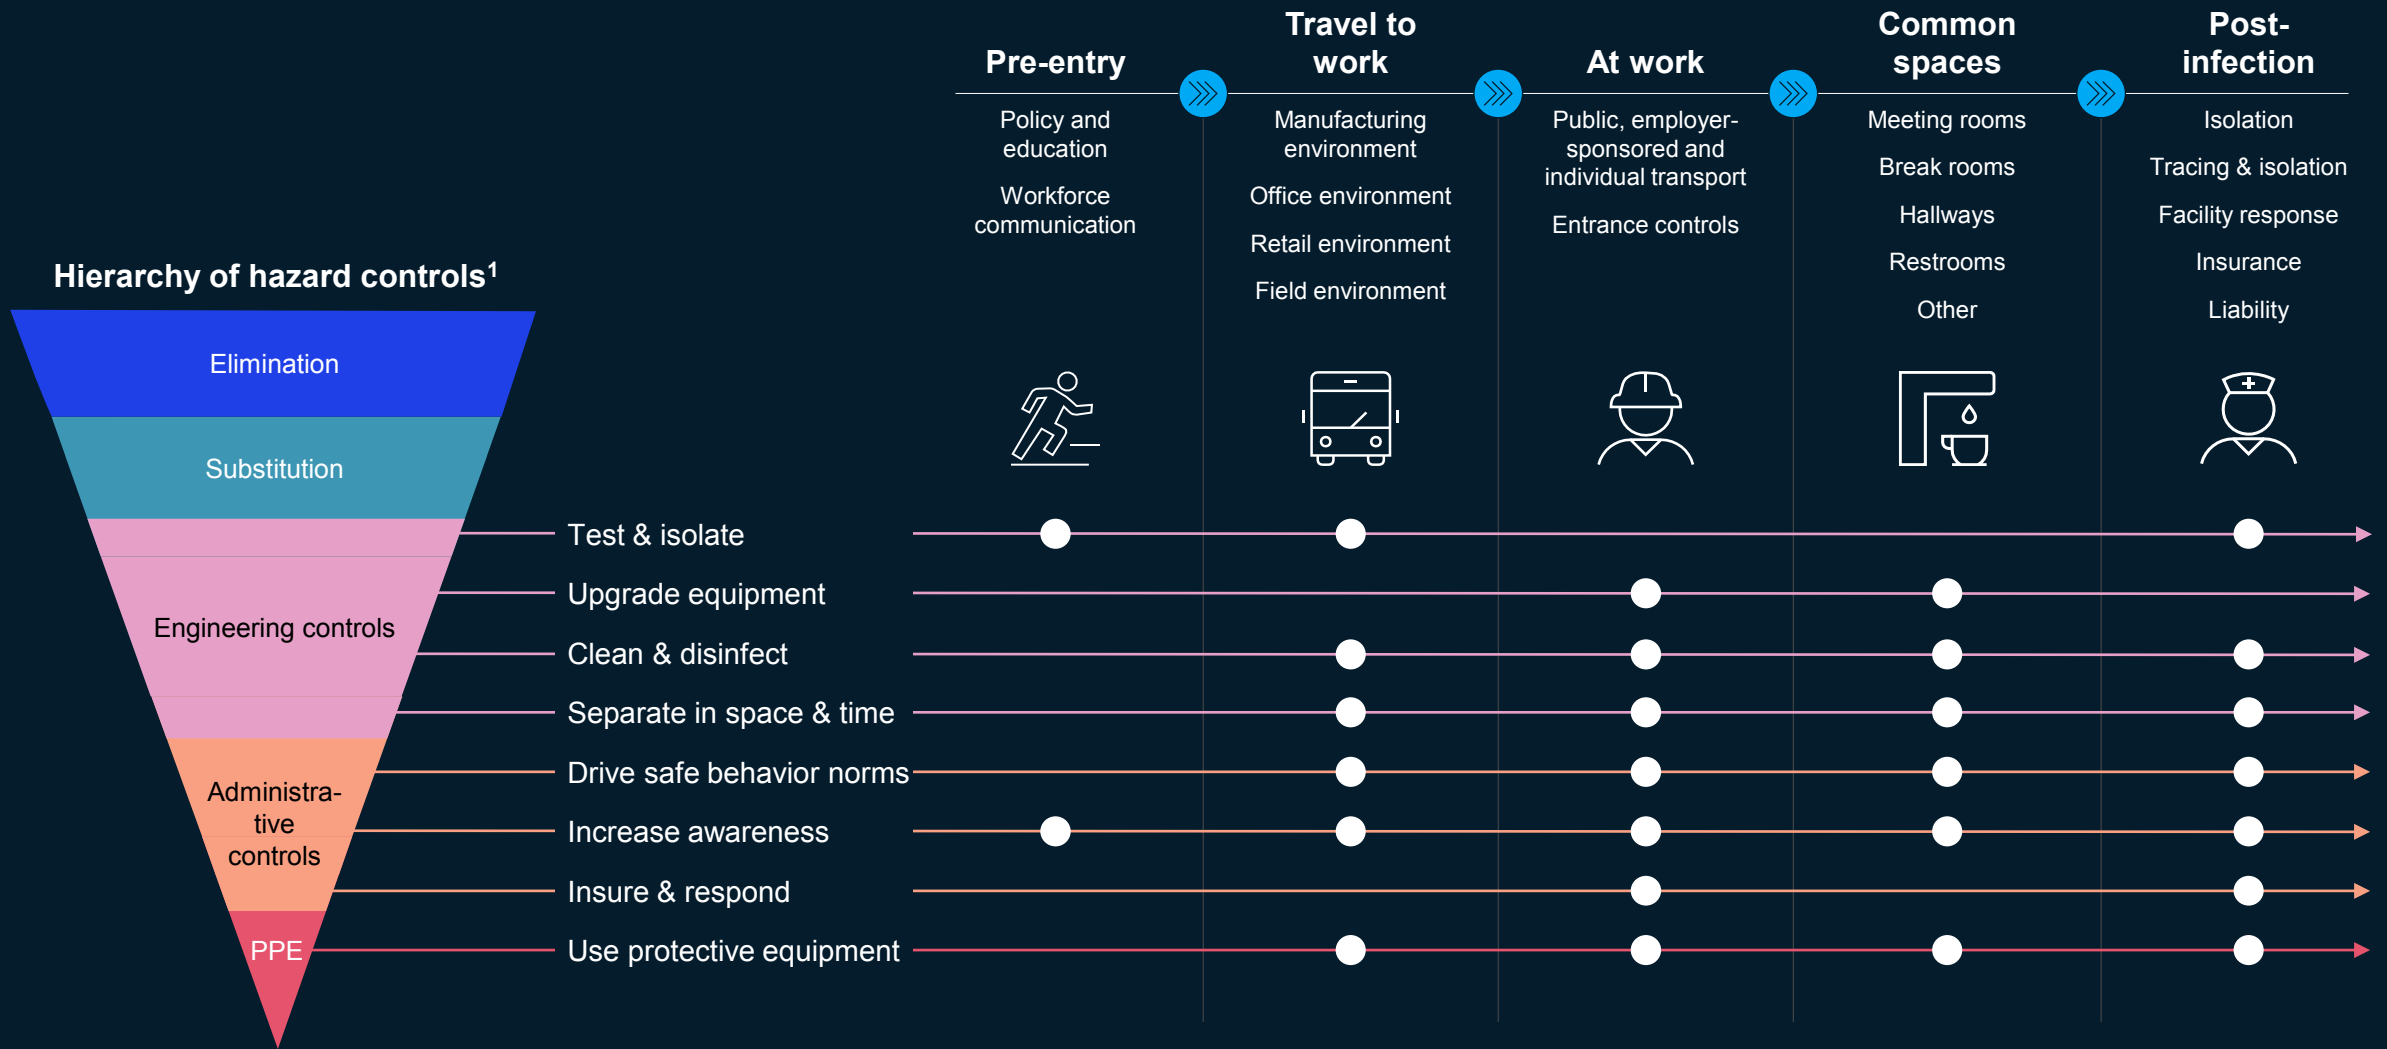 Pre-entry
Policy and
education
Workforce
communication
Travel to
work
Manufacturing
environment
Office environment
Retail environment
Field environment
At work
Public, employer-
sponsored and
individual transport
Entrance controls
Common
spaces
Meeting rooms
Break rooms
Hallways
Restrooms
Other
Post-
infection
Isolation
Tracing & isolation
Facility response
Insurance
Liability
Hierarchy of hazard controls¹
Elimination
Substitution
Engineering controls
Administra-
tive
controls
PPE
Test & isolate
Upgrade equipment
Clean & disinfect
Separate in space & time
Drive safe behavior norms
Increase awareness
Insure & respond
Use protective equipment